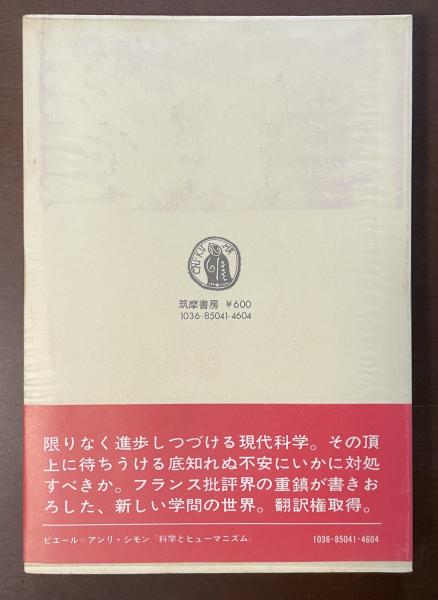 CHIKUMA
筑摩書房 ¥600
1036-85041-4604
限りなく進歩しつづける現代科学。その頂
上に待ちうける底知れぬ不安にいかに対処
すべきか。フランス批評界の重鎮が書きお
ろした、新しい学問の世界。翻訳権取得。
ピエール=アンリ・シモン「科学とヒューマニズム」
1036-85041-4604